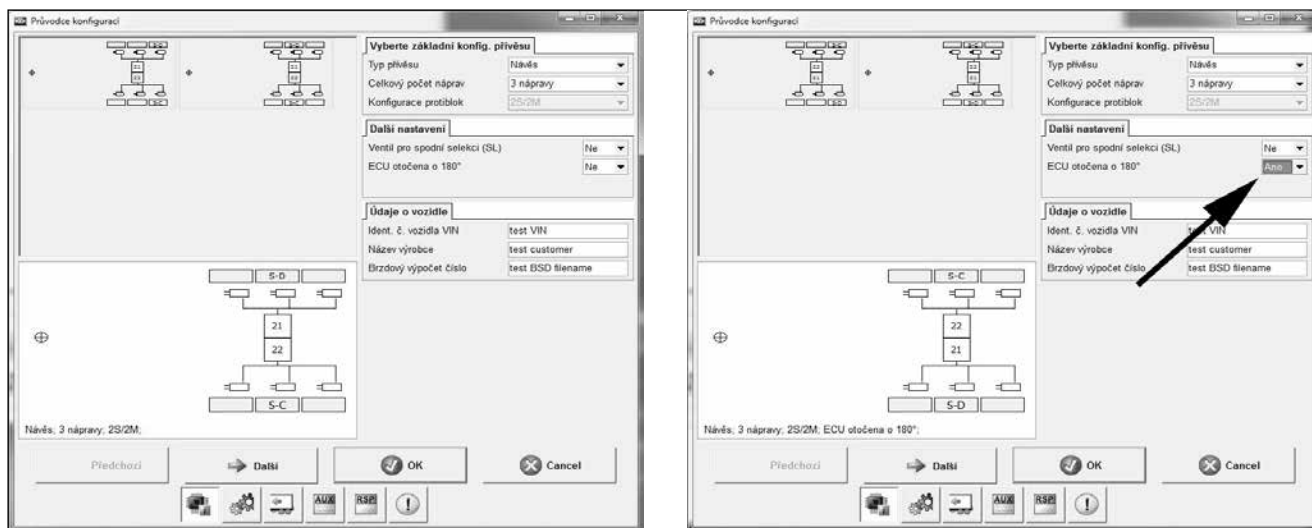 Průvodce konfigurací
Vyberte základní konfig. přívěsu
Typ přívěsu Návěs
Celkový počet náprav 3 nápravy
Konfigurace protiblok 2S/2M
Další nastavení
Ventil pro spodní selekci (SL) Ne
ECU otočena o 180° Ne
Údaje o vozidle
Ident. č. vozidla VIN test VIN
Název výrobce test customer
Brzdový výpočet číslo test BSD filename
S-D
21
22
S-C
Návěs; 3 nápravy; 2S/2M;
Předchozí Další OK Cancel
AUX RSP
Průvodce konfigurací
Vyberte základní konfig. přívěsu
Typ přívěsu Návěs
Celkový počet náprav 3 nápravy
Konfigurace protiblok 2S/2M
Další nastavení
Ventil pro spodní selekci (SL) Ne
ECU otočena o 180° Ano
Údaje o vozidle
Ident. č. vozidla VIN test VIN
Název výrobce test customer
Brzdový výpočet číslo test BSD filename
S-C
22
21
S-D
Návěs; 3 nápravy; 2S/2M; ECU otočena o 180°;
Předchozí Další OK Cancel
AUX RSP